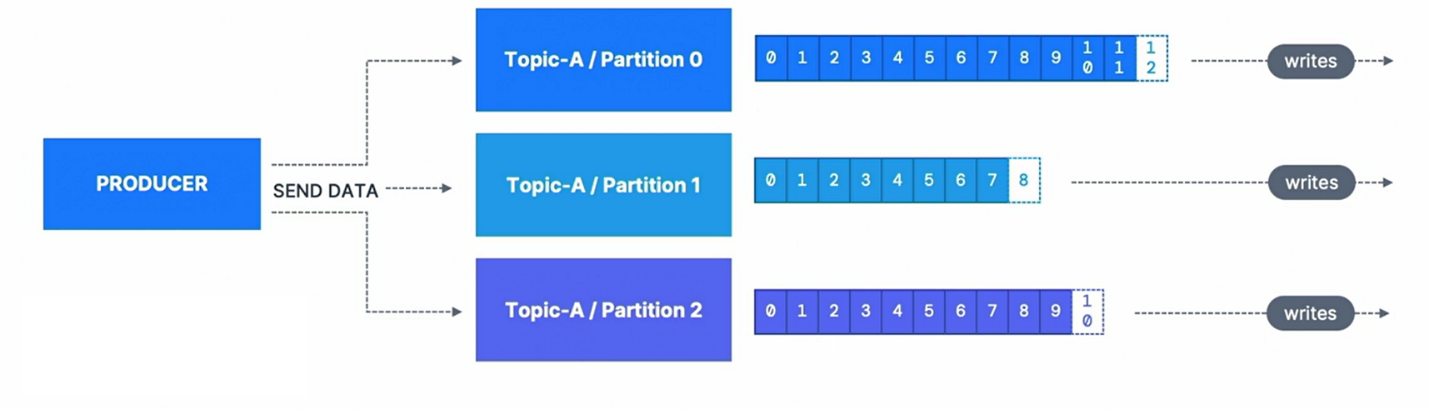 PRODUCER
SEND DATA
Topic-A / Partition 0
0 1 2 3 4 5 6 7 8 9 10 11 12
writes
Topic-A / Partition 1
0 1 2 3 4 5 6 7 8
writes
Topic-A / Partition 2
0 1 2 3 4 5 6 7 8 9 10
writes